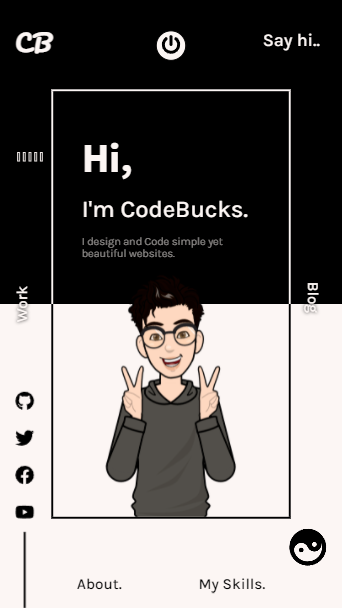 CB
Say hi..
Hi,
I'm CodeBucks.
I design and Code simple yet
beautiful websites.
Work
Blog
About.
My Skills.